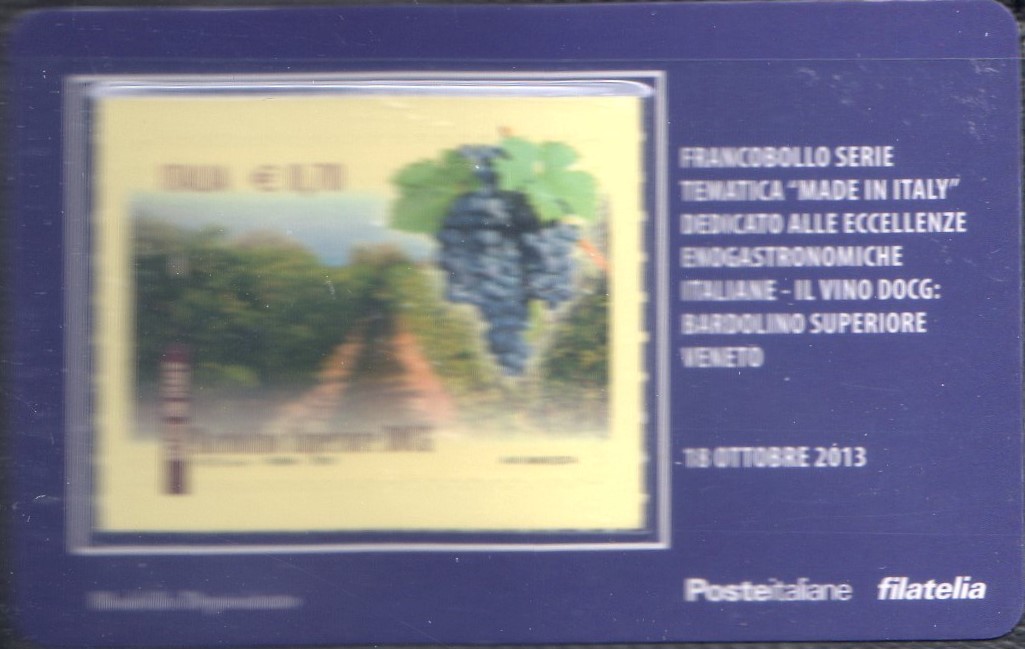 ITALIA € 0,70
FRANCOBOLLO SERIE
TEMATICA "MADE IN ITALY"
DEDICATO ALLE ECCELLENZE
ENOGASTRONOMICHE
ITALIANE - IL VINO DOCG:
BARDOLINO SUPERIORE
VENETO
18 OTTOBRE 2013
Posteitaliane filatelia